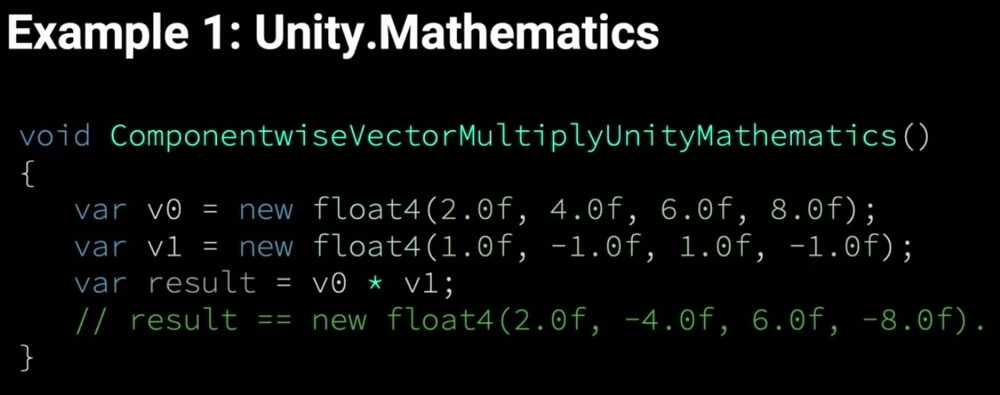 Example 1: Unity.Mathematics
void ComponentwiseVectorMultiplyUnityMathematics()
{
var v0 = new float4(2.0f, 4.0f, 6.0f, 8.0f);
var v1 = new float4(1.0f, -1.0f, 1.0f, -1.0f);
var result = v0 * v1;
// result == new float4(2.0f, -4.0f, 6.0f, -8.0f).
}